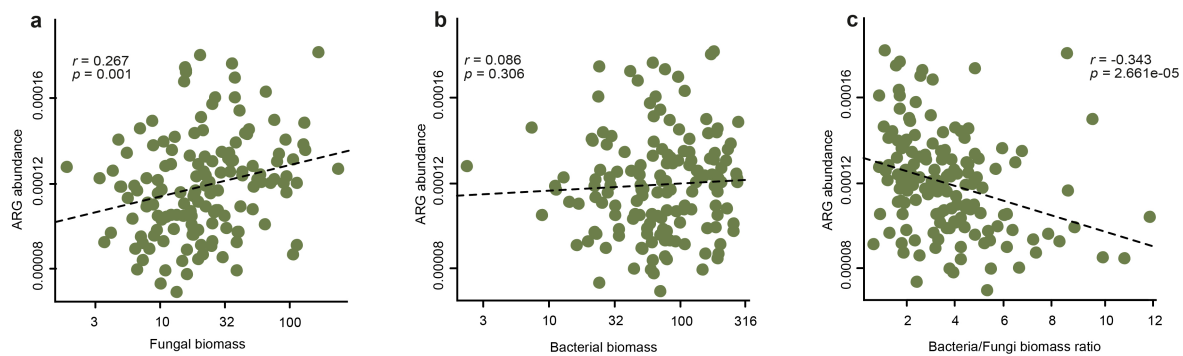 a
r = 0.267
p = 0.001
ARG abundance
0.00016
0.00012
0.00008
3 10 32 100
Fungal biomass
b
r = 0.086
p = 0.306
ARG abundance
0.00016
0.00012
0.00008
3 10 32 100 316
Bacterial biomass
c
r = -0.343
p = 2.661e-05
ARG abundance
0.00016
0.00012
0.00008
2 4 6 8 10 12
Bacteria/Fungi biomass ratio